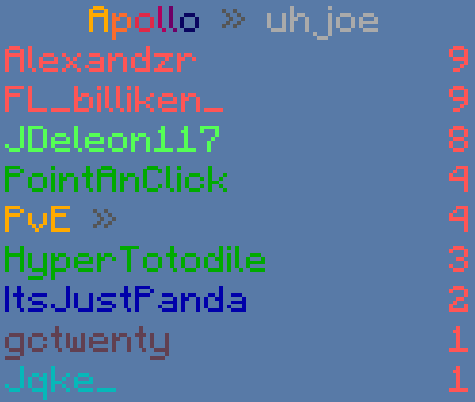 Apollo » uhjoe
Alexandzr 9
FL_billiken_ 9
JDeleon117 8
PointAnClick 4
PvE » 4
HyperTotodile 3
ItsJustPanda 2
gctwenty 1
Jqke_ 1